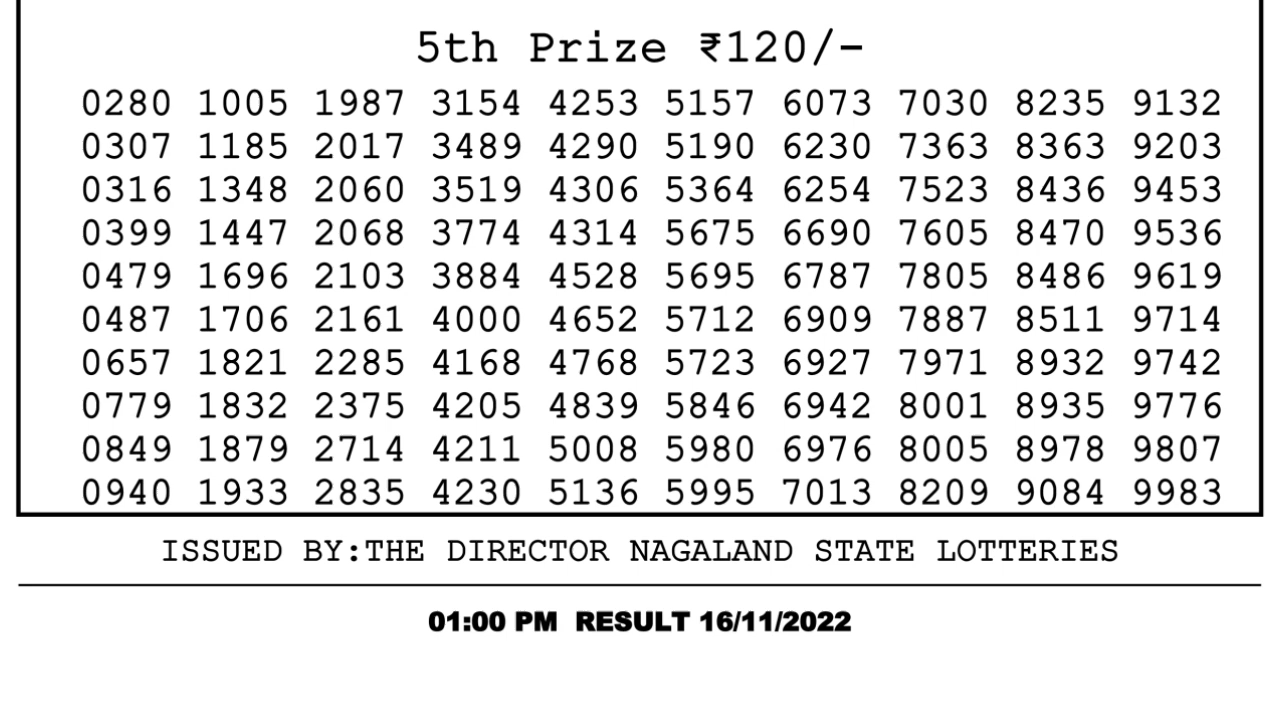 5th Prize ₹120/-
0280 1005 1987 3154 4253 5157 6073 7030 8235 9132
0307 1185 2017 3489 4290 5190 6230 7363 8363 9203
0316 1348 2060 3519 4306 5364 6254 7523 8436 9453
0399 1447 2068 3774 4314 5675 6690 7605 8470 9536
0479 1696 2103 3884 4528 5695 6787 7805 8486 9619
0487 1706 2161 4000 4652 5712 6909 7887 8511 9714
0657 1821 2285 4168 4768 5723 6927 7971 8932 9742
0779 1832 2375 4205 4839 5846 6942 8001 8935 9776
0849 1879 2714 4211 5008 5980 6976 8005 8978 9807
0940 1933 2835 4230 5136 5995 7013 8209 9084 9983
ISSUED BY:THE DIRECTOR NAGALAND STATE LOTTERIES
01:00 PM RESULT 16/11/2022